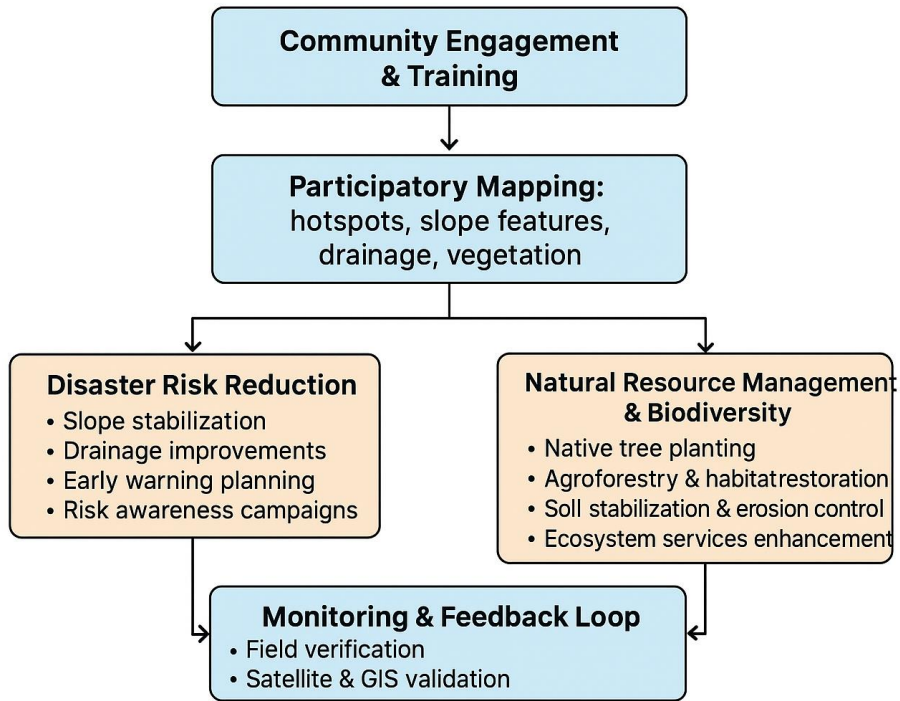 Community Engagement
& Training
Participatory Mapping:
hotspots, slope features,
drainage, vegetation
Disaster Risk Reduction
• Slope stabilization
• Drainage improvements
• Early warning planning
• Risk awareness campaigns
Natural Resource Management
& Biodiversity
• Native tree planting
• Agroforestry & habitatrestoration
• Soll stabilization & erosion control
• Ecosystem services enhancement
Monitoring & Feedback Loop
• Field verification
• Satellite & GIS validation